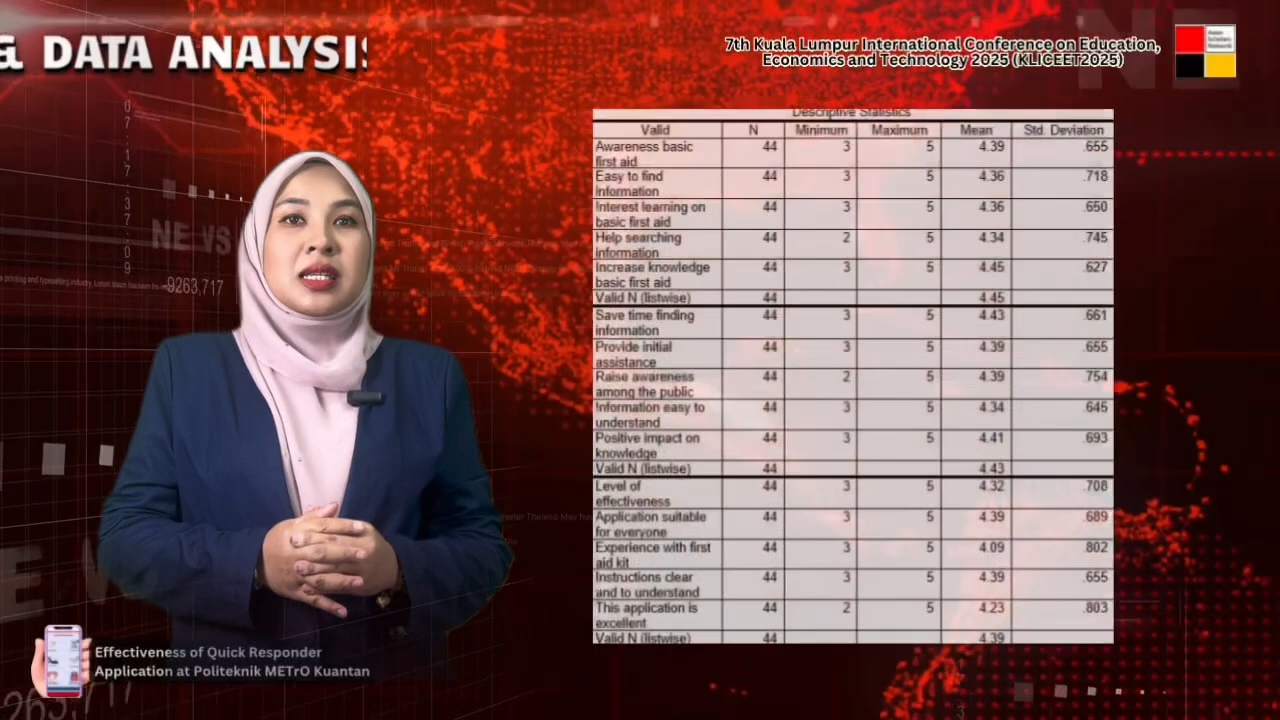 & DATA ANALYSIS
7th Kuala Lumpur International Conference on Education,
Economics and Technology 2025 (KLICEET2025)
Descriptive Statistics
Valid N Minimum Maximum Mean Std. Deviation
Awareness basic first aid 44 3 5 4.39 .655
Easy to find Information 44 3 5 4.36 .718
Interest learning on basic first aid 44 3 5 4.36 .650
Help searching information 44 2 5 4.34 .745
Increase knowledge basic first aid 44 3 5 4.45 .627
Valid N (listwise) 44 4.45
Save time finding information 44 3 5 4.43 .661
Provide initial assistance 44 3 5 4.39 .655
Raise awareness among the public 44 2 5 4.39 .754
Information easy to understand 44 3 5 4.34 .645
Positive impact on knowledge 44 3 5 4.41 .693
Valid N (listwise) 44 4.43
Level of effectiveness 44 3 5 4.32 .708
Application suitable for everyone 44 3 5 4.39 .689
Experience with first aid kit 44 3 5 4.09 .802
Instructions clear and to understand 44 3 5 4.39 .655
This application is excellent 44 2 5 4.23 .803
Valid N (listwise) 44 4.39
NEWS
-9263,717
Effectiveness of Quick Responder
Application at Politeknik METrO Kuantan